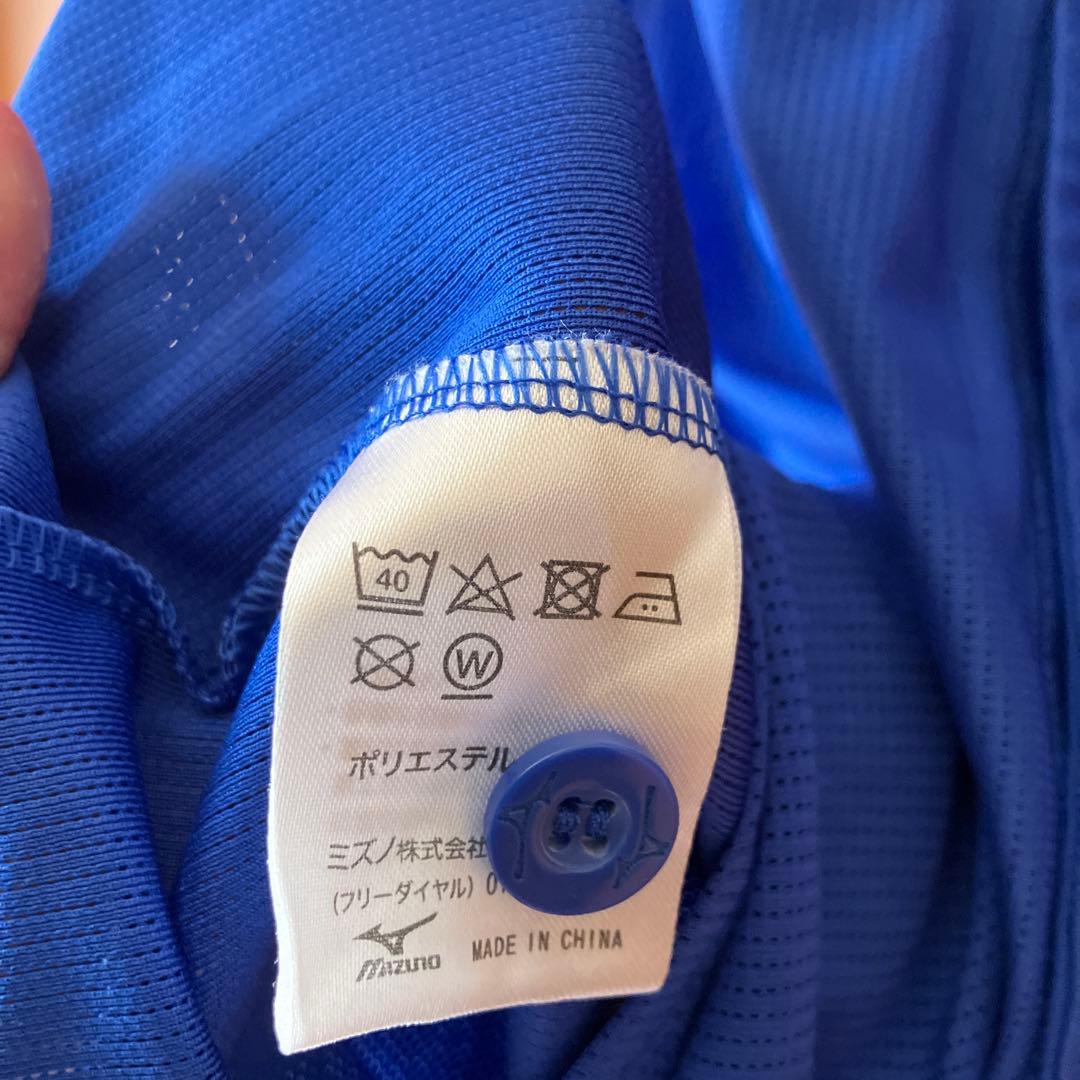 40
W
ポリエステル
ミズノ株式会社
(フリーダイヤル) 0
Mizuno MADE IN CHINA